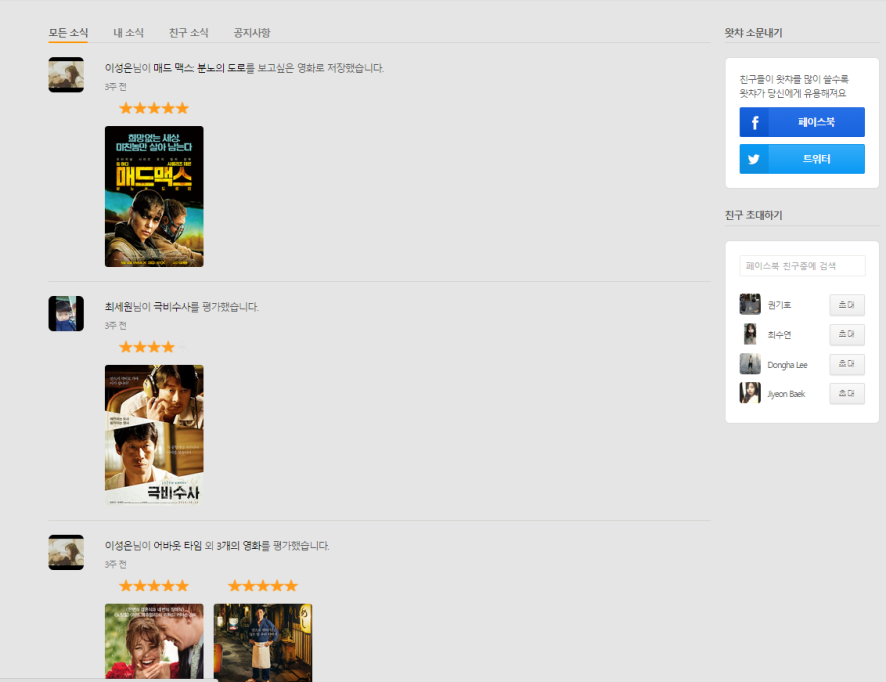 모든 소식 내 소식 친구 소식 공지사항
이성은님이 매드 맥스: 분노의 도로를 보고싶은 영화로 저장했습니다.
3주 전
희망없는 세상,
미친놈만 살아 남는다
매드맥스
최세원님이 극비수사를 평가했습니다.
3주 전
극비수사
이성은님이 어바웃 타임 외 3개의 영화를 평가했습니다.
3주 전
めし
왓챠 소문내기
친구들이 왓챠를 많이 쓸수록
왓챠가 당신에게 유용해져요
페이스북
트위터
친구 초대하기
페이스북 친구중에 검색
권기호 초대
최수연 초대
Dongha Lee 초대
Jiyeon Baek 초대